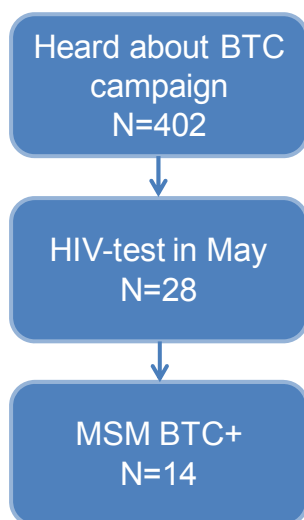 Heard about BTC
campaign
N=402
HIV-test in May
N=28
MSM BTC+
N=14